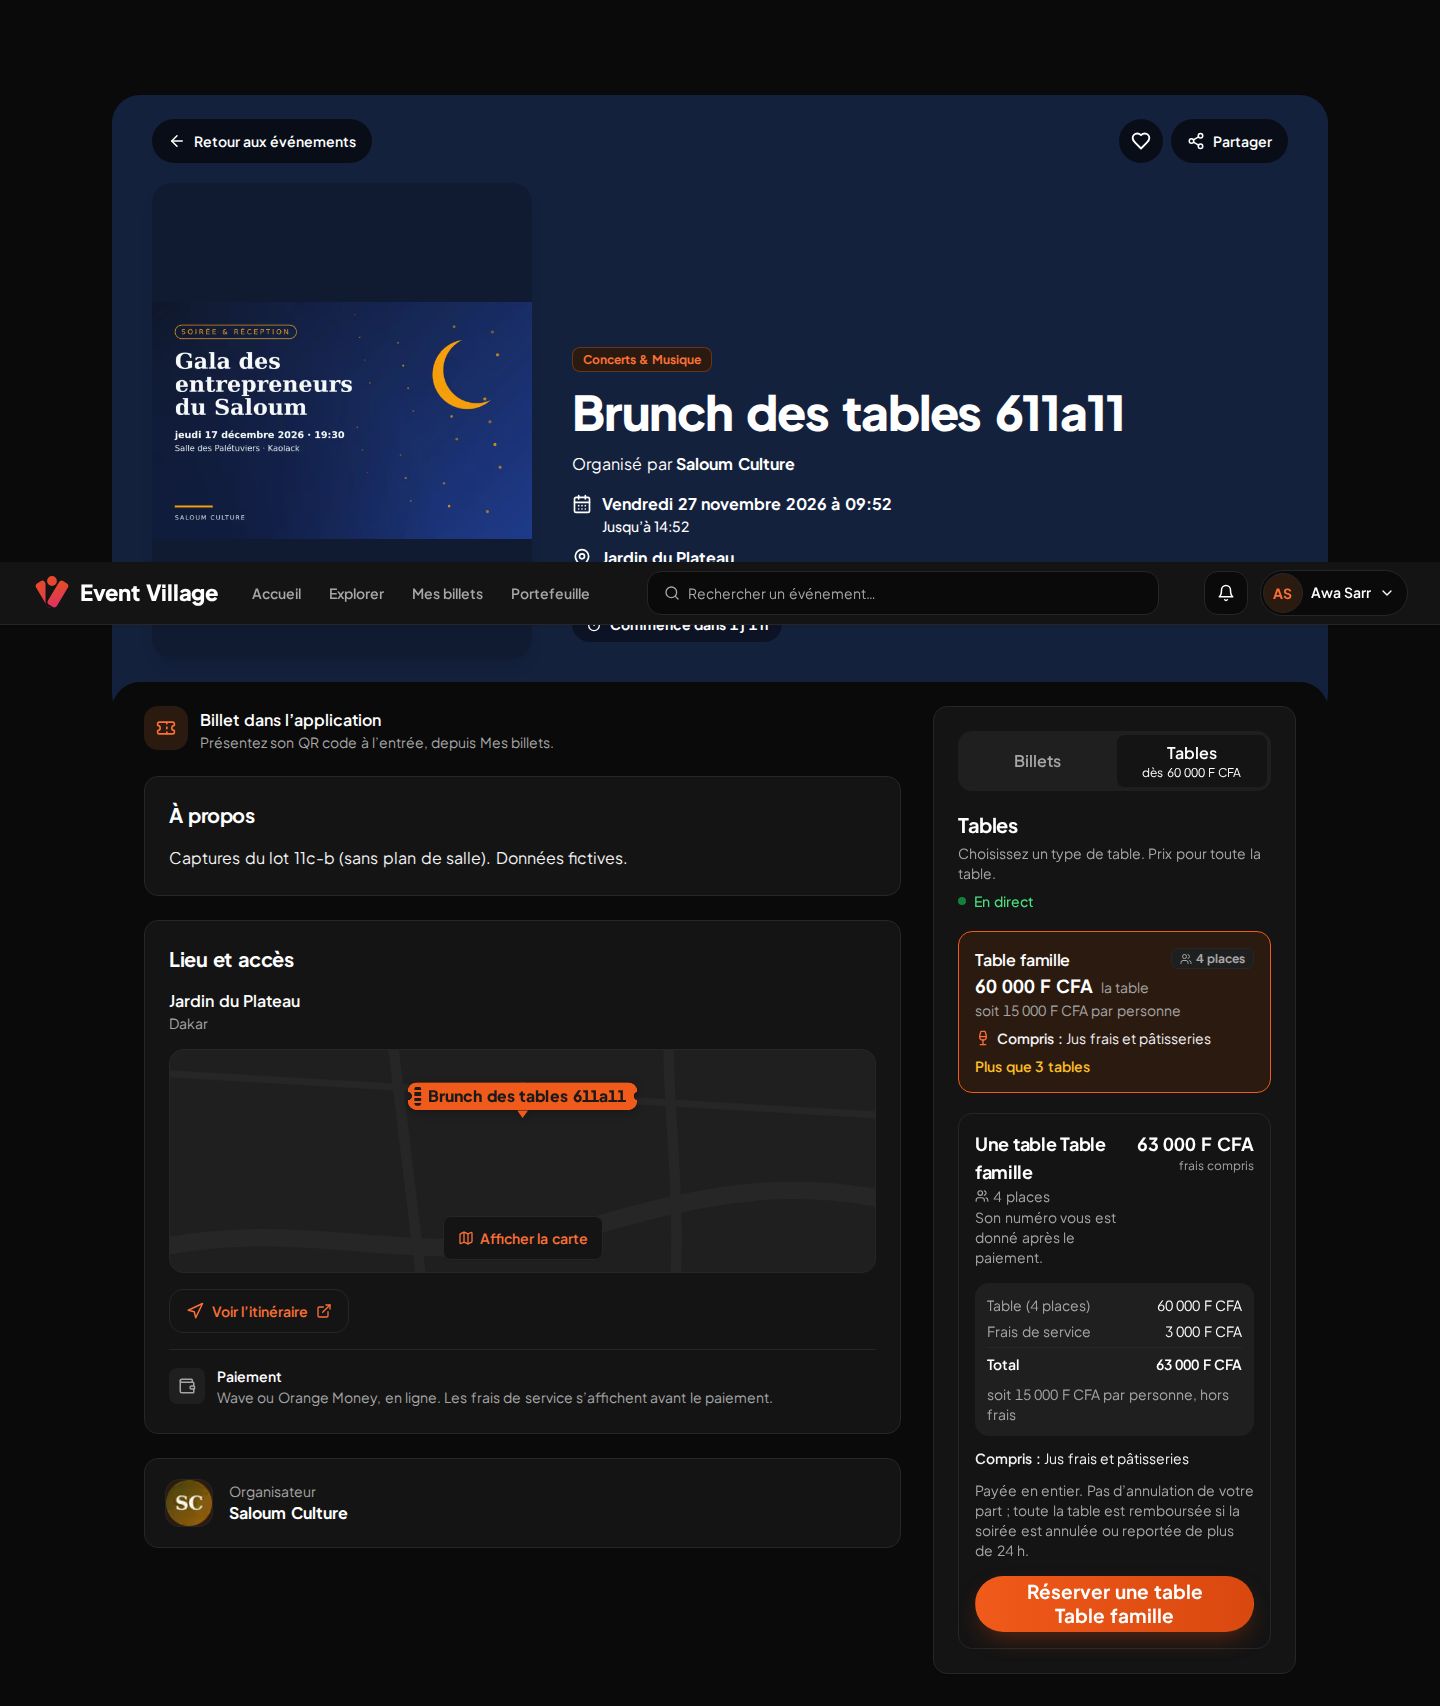 Retour aux événements
Partager
SOIRÉE & RÉCEPTION
Gala des
entrepreneurs
du Saloum
jeudi 17 décembre 2026 · 19:30
Salle des Palétuviers · Kaolack
SALOUM CULTURE
Concerts & Musique
Brunch des tables 611a11
Organisé par Saloum Culture
Vendredi 27 novembre 2026 à 09:52
Jusqu’à 14:52
Jardin du Plateau
Event Village
Accueil
Explorer
Mes billets
Portefeuille
Rechercher un événement…
AS
Awa Sarr
Commence dans 1 j 1 h
Billet dans l’application
Présentez son QR code à l’entrée, depuis Mes billets.
À propos
Captures du lot 11c-b (sans plan de salle). Données fictives.
Lieu et accès
Jardin du Plateau
Dakar
Brunch des tables 611a11
Afficher la carte
Voir l’itinéraire
Paiement
Wave ou Orange Money, en ligne. Les frais de service s’affichent avant le paiement.
SC
Organisateur
Saloum Culture
Billets
Tables
dès 60 000 F CFA
Tables
Choisissez un type de table. Prix pour toute la
table.
En direct
Table famille
4 places
60 000 F CFA la table
soit 15 000 F CFA par personne
Compris : Jus frais et pâtisseries
Plus que 3 tables
Une table Table
famille
63 000 F CFA
frais compris
4 places
Son numéro vous est
donné après le
paiement.
Table (4 places) 60 000 F CFA
Frais de service 3 000 F CFA
Total 63 000 F CFA
soit 15 000 F CFA par personne, hors
frais
Compris : Jus frais et pâtisseries
Payée en entier. Pas d’annulation de votre
part ; toute la table est remboursée si la
soirée est annulée ou reportée de plus
de 24 h.
Réserver une table
Table famille